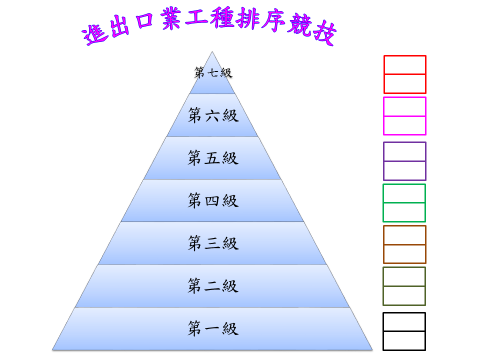 進出口業工種排序競技
第七級
第六級
第五級
第四級
第三級
第二級
第一級